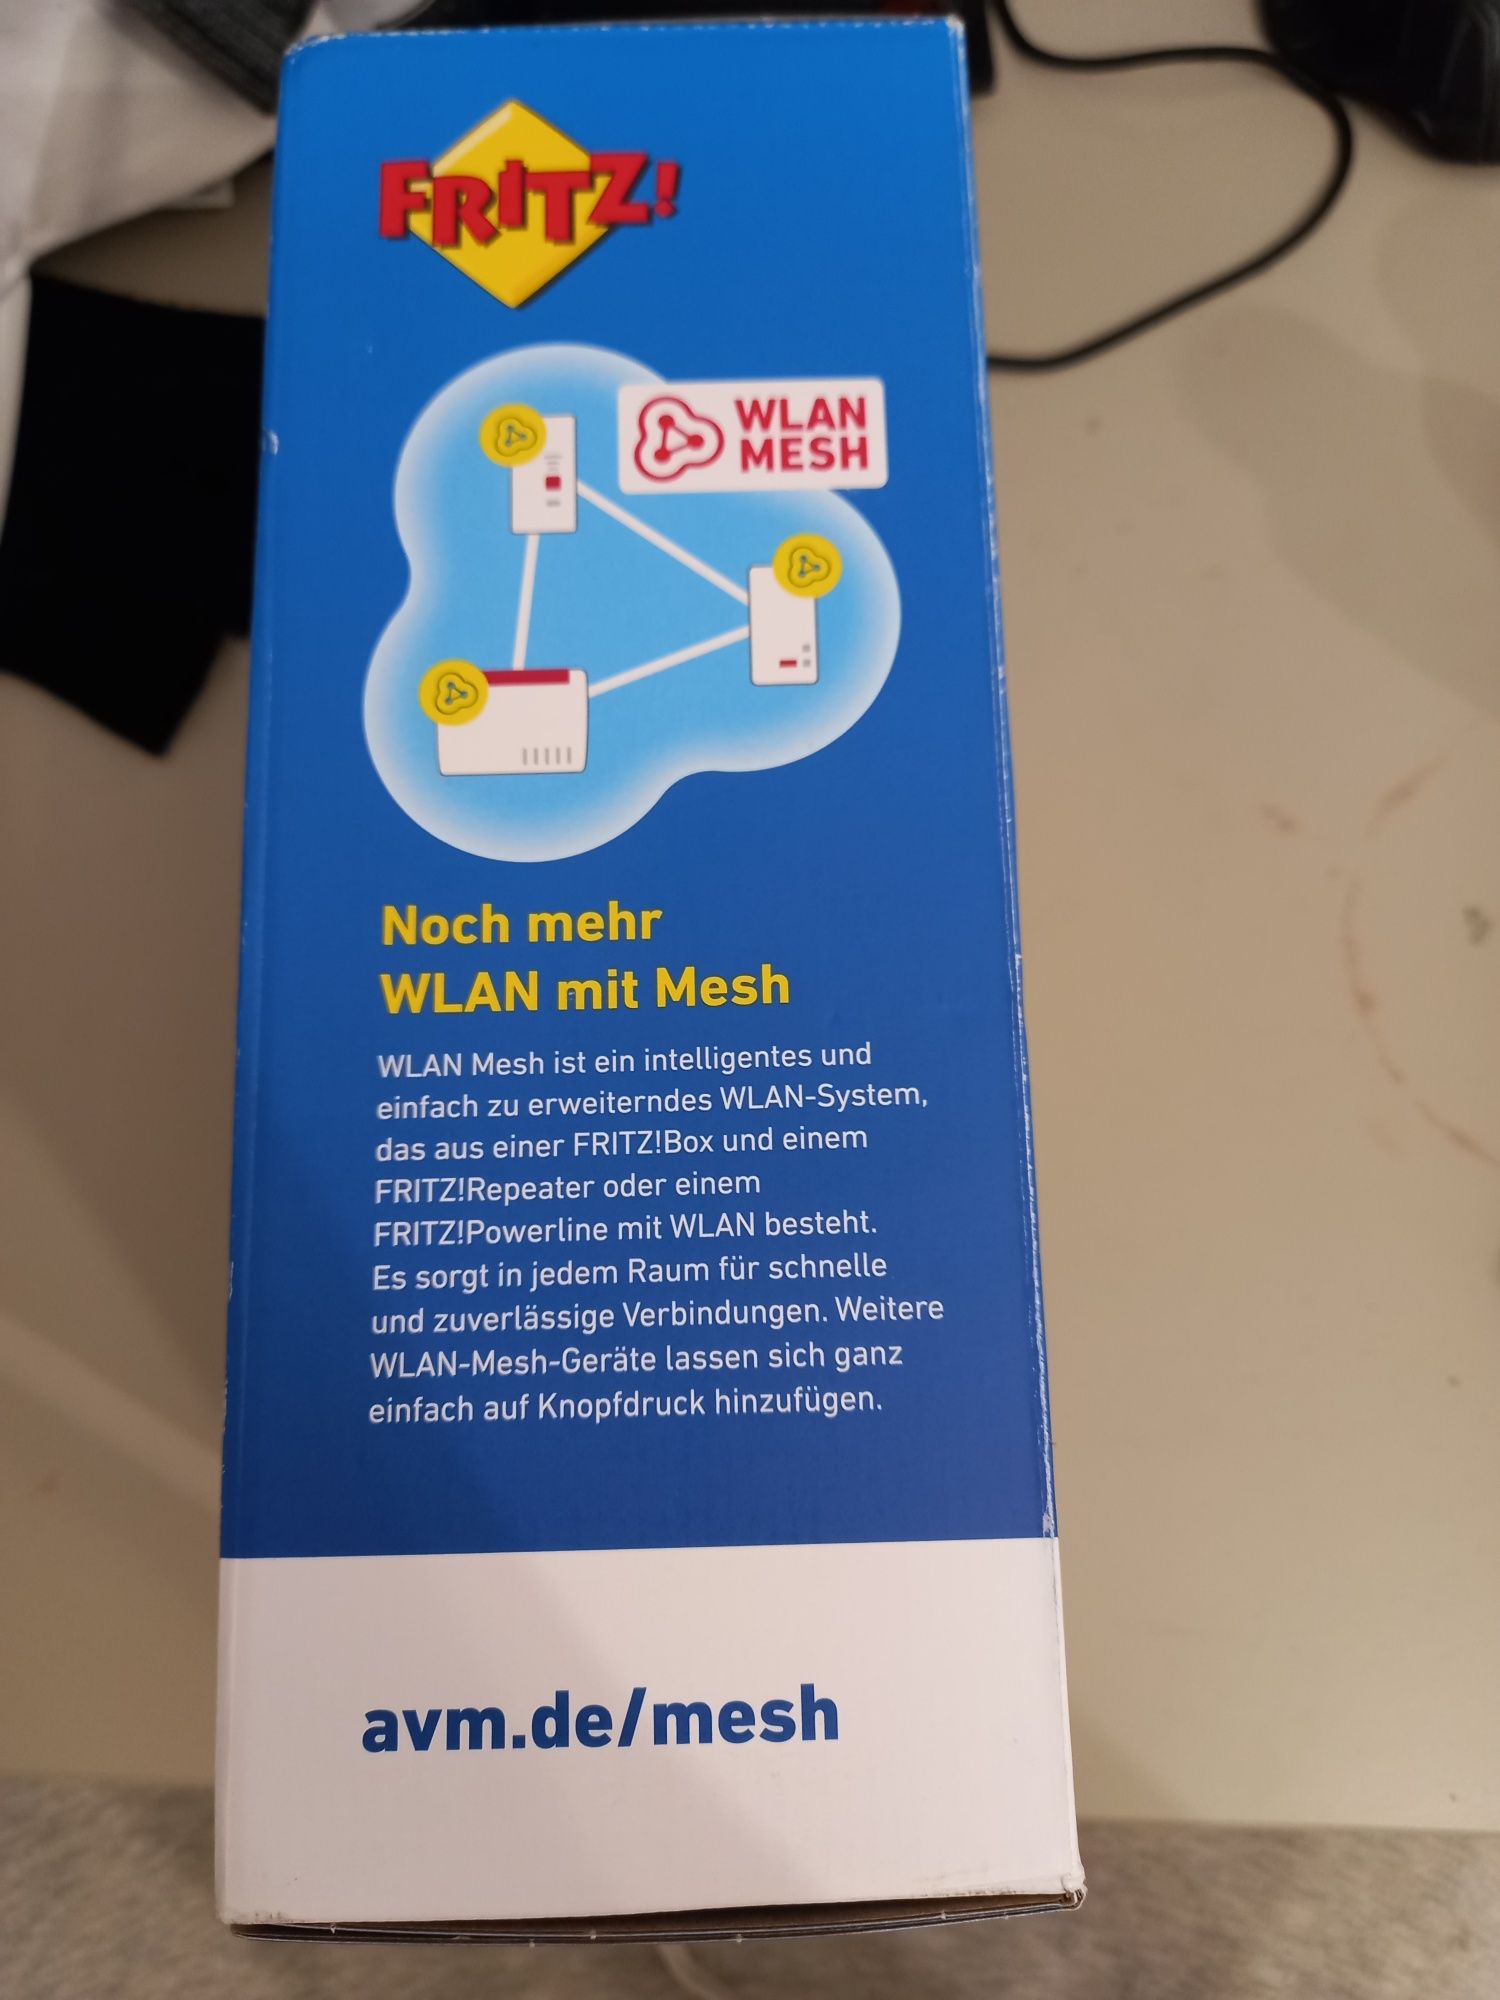 FRITZ!
WLAN
MESH
Noch mehr
WLAN mit Mesh
WLAN Mesh ist ein intelligentes und
einfach zu erweiterndes WLAN-System,
das aus einer FRITZ!Box und einem
FRITZ!Repeater oder einem
FRITZ!Powerline mit WLAN besteht.
Es sorgt in jedem Raum für schnelle
und zuverlässige Verbindungen. Weitere
WLAN-Mesh-Geräte lassen sich ganz
einfach auf Knopfdruck hinzufügen.
avm.de/mesh